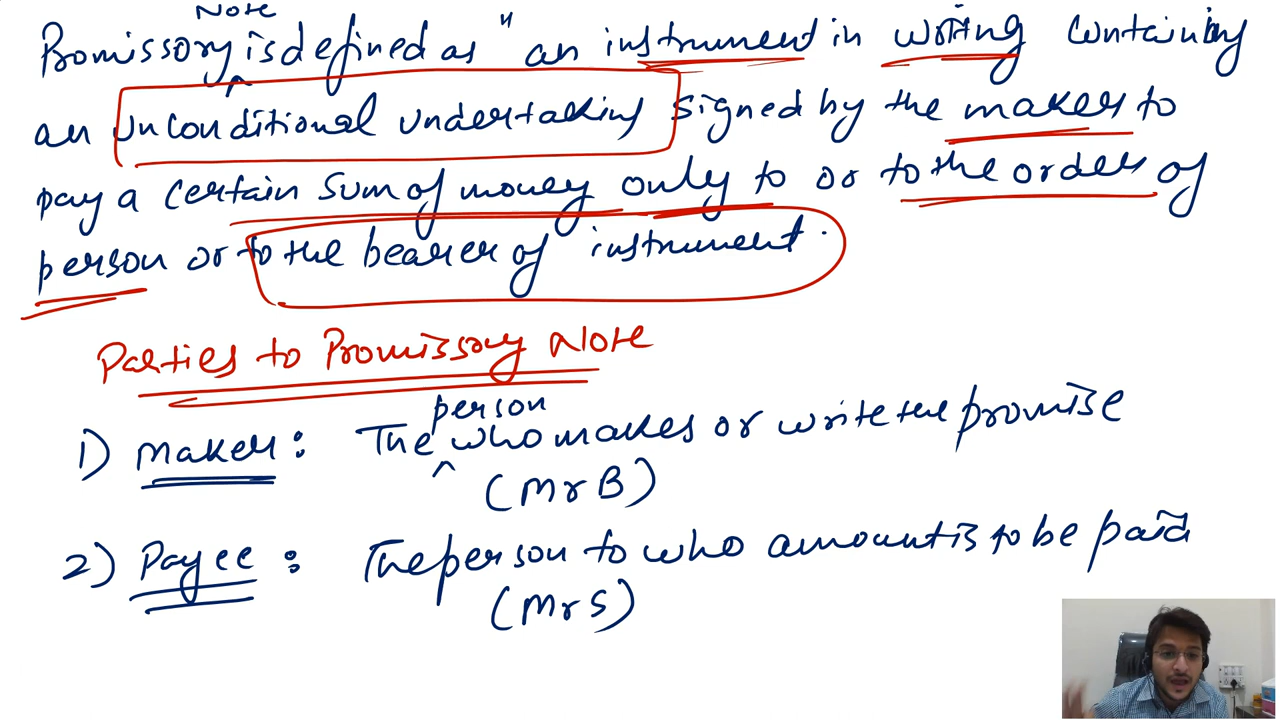 Promissory Note is defined as " an instrument in writing containing
an unconditional undertaking signed by the maker to
pay a certain sum of money only to or to the order of
person or to the bearer of instrument.
Parties to Promissory Note
1) Maker : The person who makes or write the promise
(Mr B)
2) Payee : The person to who amount is to be paid
(Mr S)